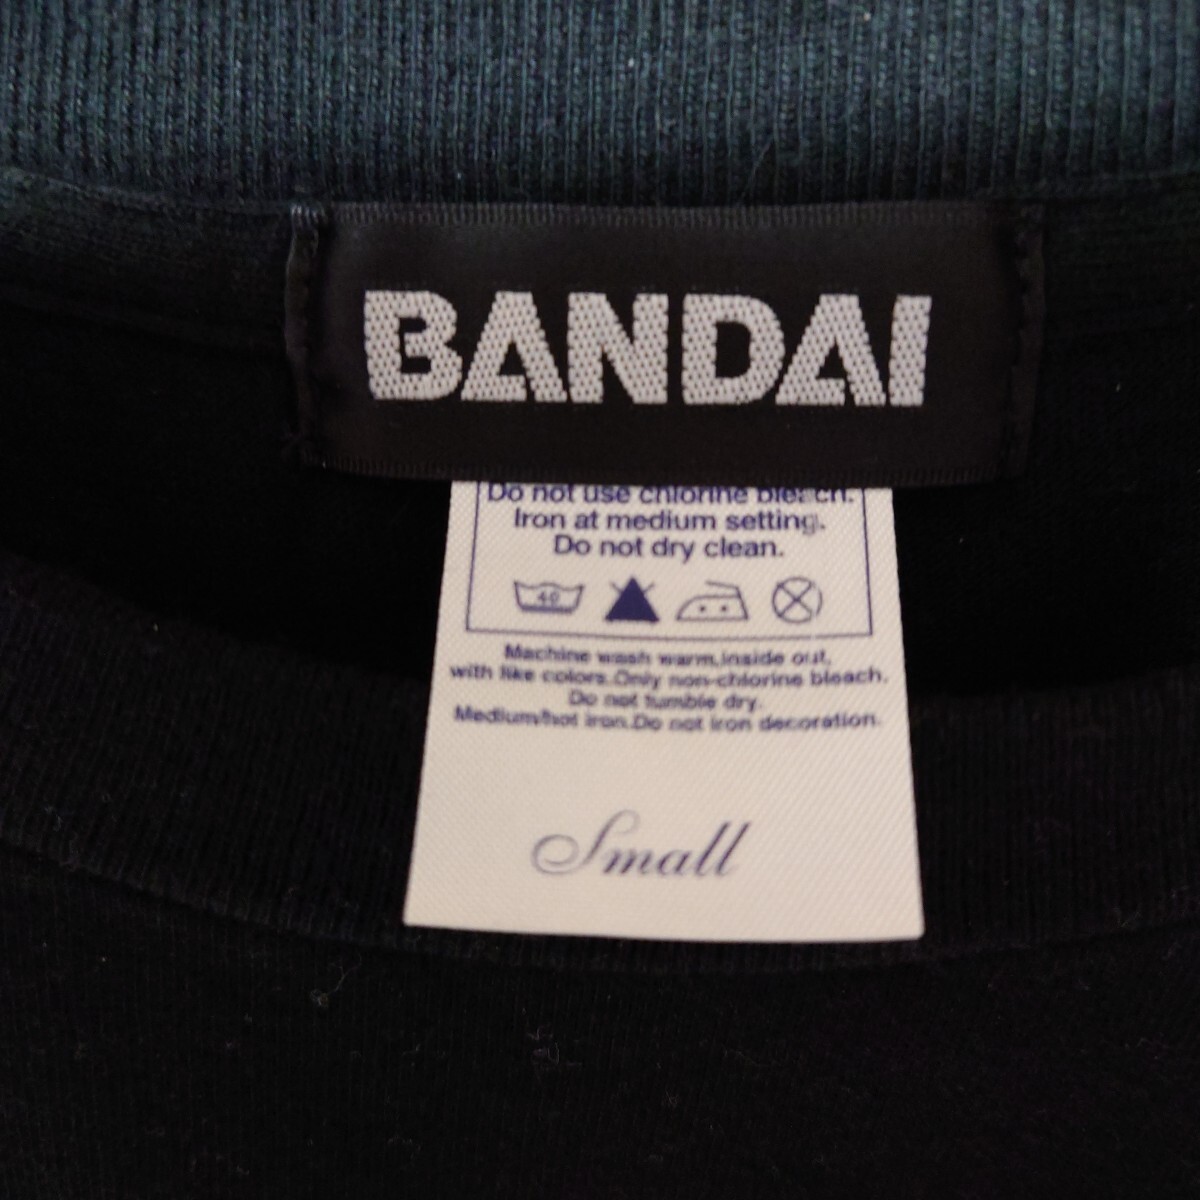 BANDAI
Do not use chlorine bleach.
Iron at medium setting.
Do not dry clean.
40
Machine wash warm,inside out,
with like colors.Only non-chlorine bleach.
Do not tumble dry.
Medium/hot iron.Do not iron decoration.
Small